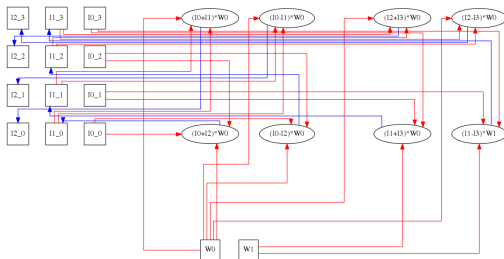 I2_3 I1_3 I0_3 (I0+I1)*W0 (I0-I1)*W0 (I2+I3)*W0 (I2-I3)*W0
I2_2 I1_2 I0_2
I2_1 I1_1 I0_1
I2_0 I1_0 I0_0 (I0+I2)*W0 (I0-I2)*W0 (I1+I3)*W0 (I1-I3)*W1
W0 W1